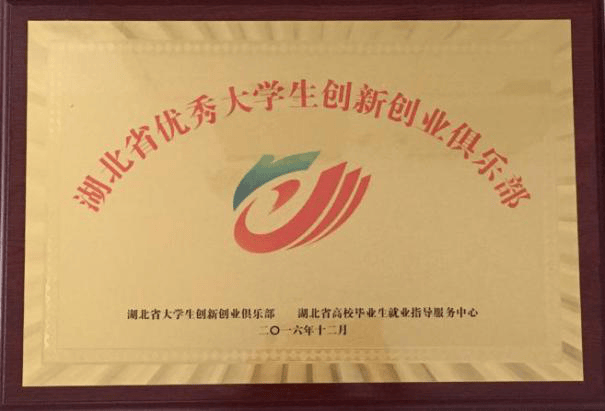 湖北省优秀大学生创新创业俱乐部
湖北省大学生创新创业俱乐部 湖北省高校毕业生就业指导服务中心
二〇一六年十二月